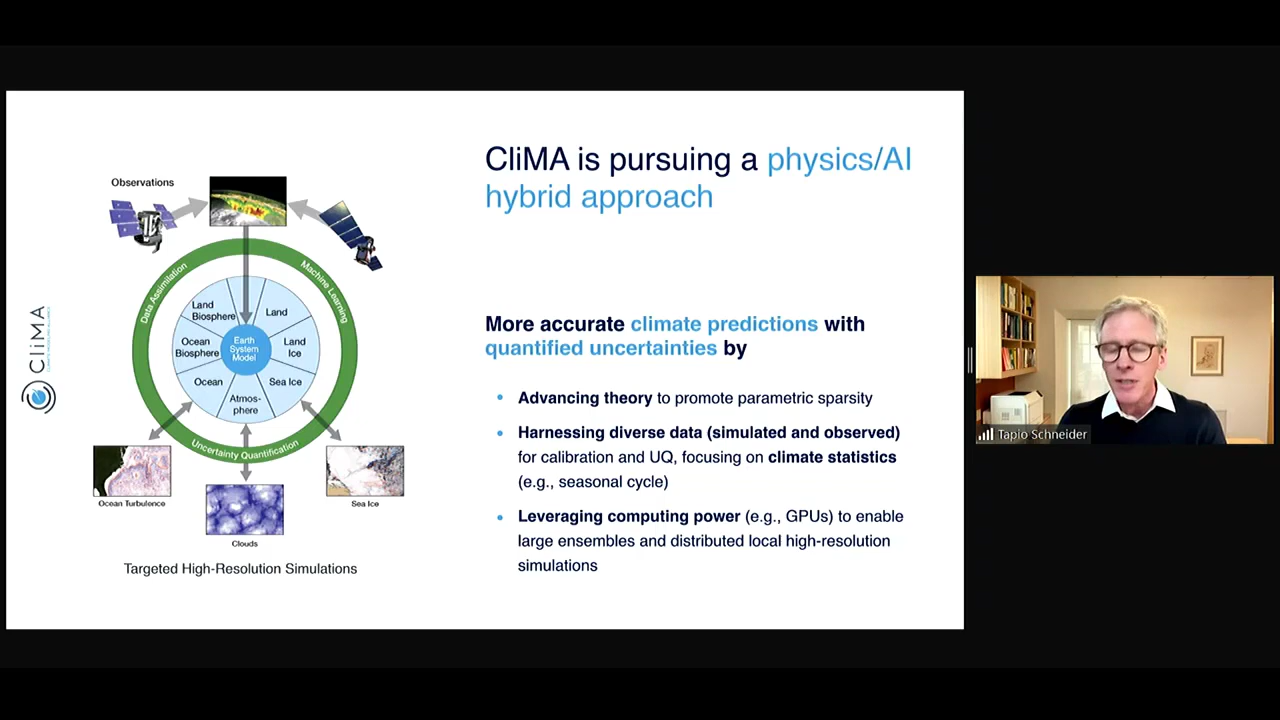 CliMA is pursuing a physics/AI
hybrid approach
Observations
Data Assimilation
Machine Learning
Uncertainty Quantification
Land
Biosphere
Land
Ocean
Biosphere
Earth
System
Model
Land
Ice
Ocean
Sea Ice
Atmos-
phere
Ocean Turbulence
Clouds
Sea Ice
Targeted High-Resolution Simulations
CliMA
More accurate climate predictions with
quantified uncertainties by
• Advancing theory to promote parametric sparsity
• Harnessing diverse data (simulated and observed)
for calibration and UQ, focusing on climate statistics
(e.g., seasonal cycle)
• Leveraging computing power (e.g., GPUs) to enable
large ensembles and distributed local high-resolution
simulations
Tapio Schneider